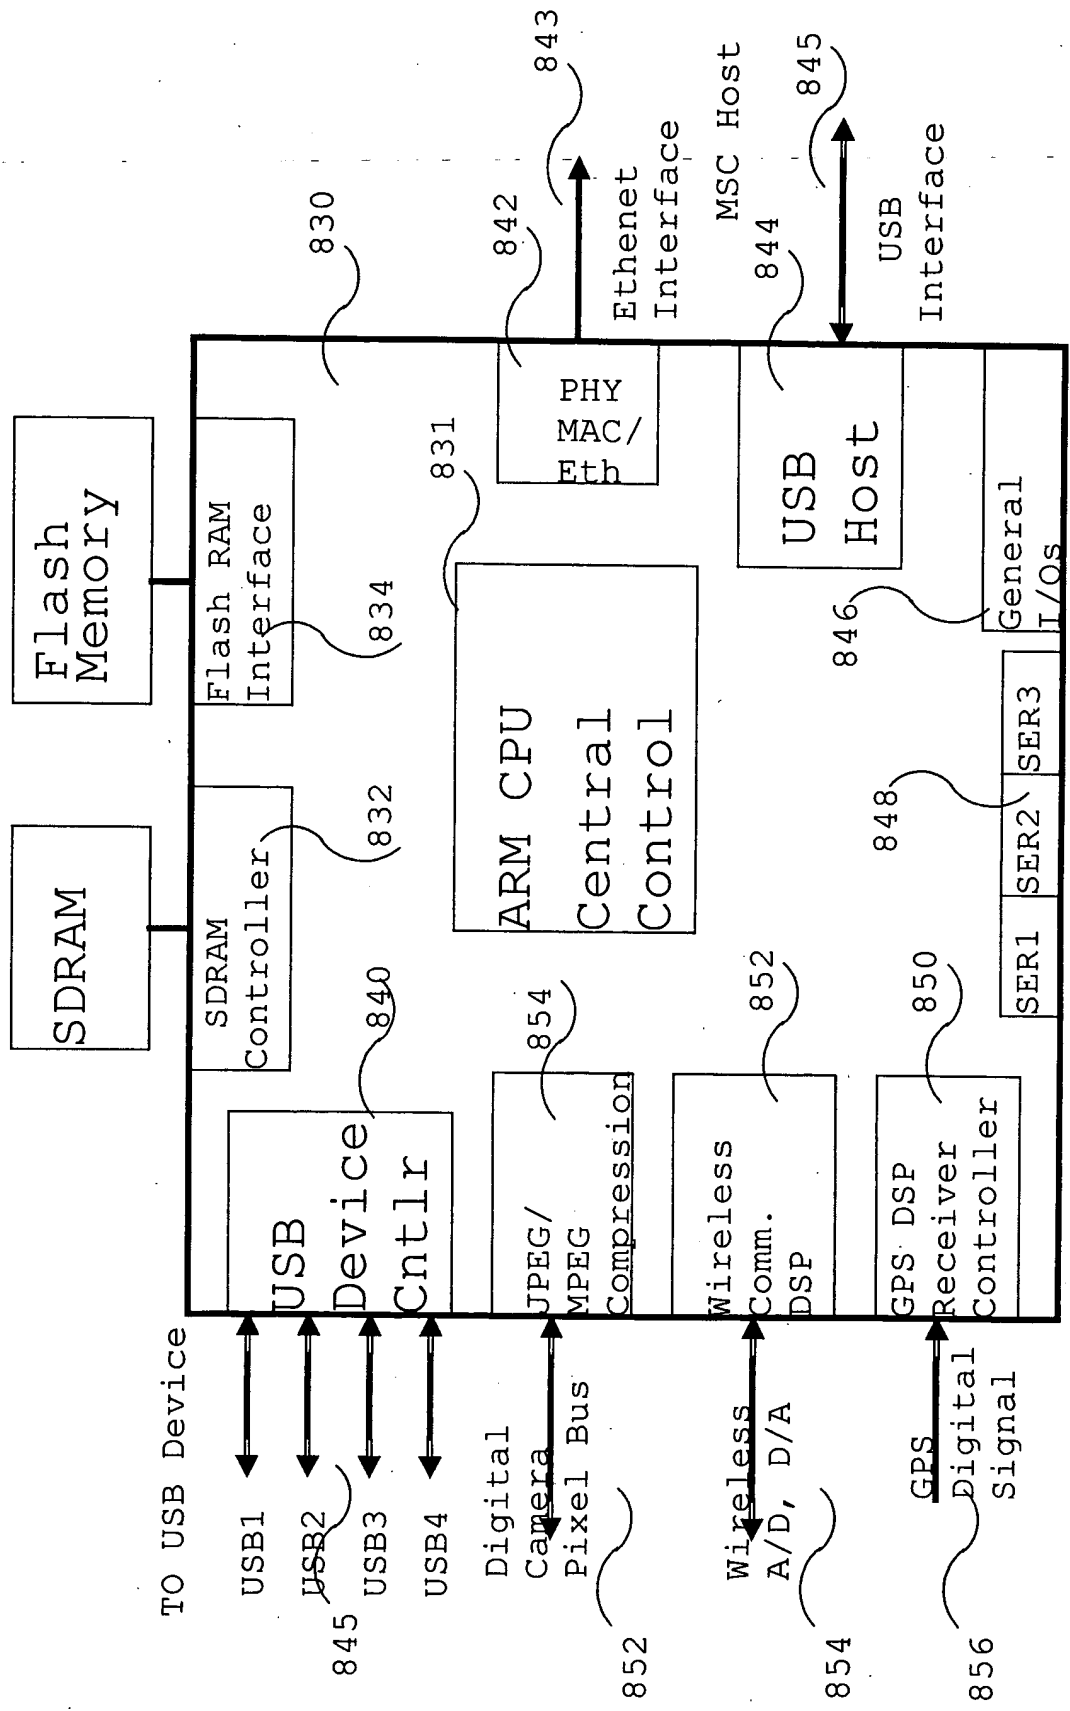 SDRAM
Flash
Memory
TO USB Device
USB1
USB2
USB3
USB4
845
USB
Device
Cntlr
840
SDRAM
Controller
832
Flash RAM
Interface
834
830
Digital
Camera
Pixel Bus
852
JPEG/
MPEG
Compression
854
ARM CPU
Central
Control
831
PHY
MAC/
Eth
842
843
Ethenet
Interface
Wireless
A/D, D/A
854
Wireless
Comm.
DSP
852
USB
Host
844
MSC Host
845
USB
Interface
GPS
Digital
Signal
856
GPS DSP
Receiver
Controller
850
SER1
SER2
SER3
848
General
I/Os
846